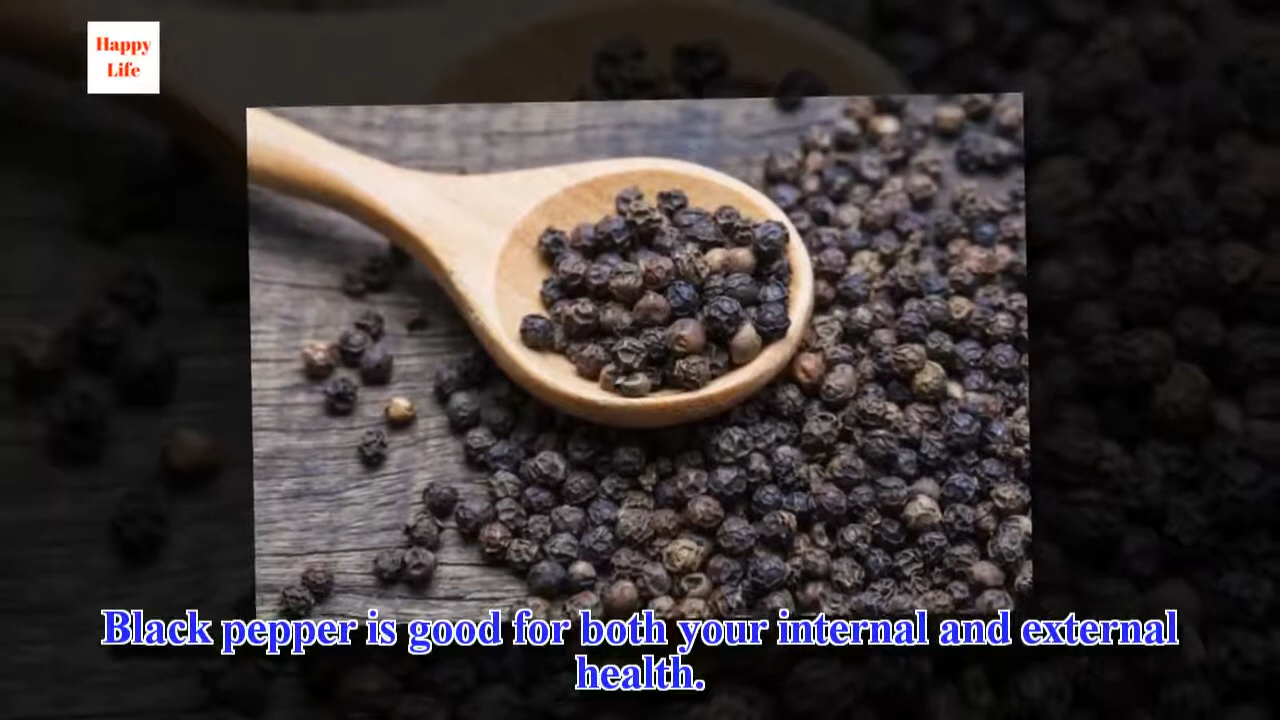 Happy
Life
Black pepper is good for both your internal and external
health.